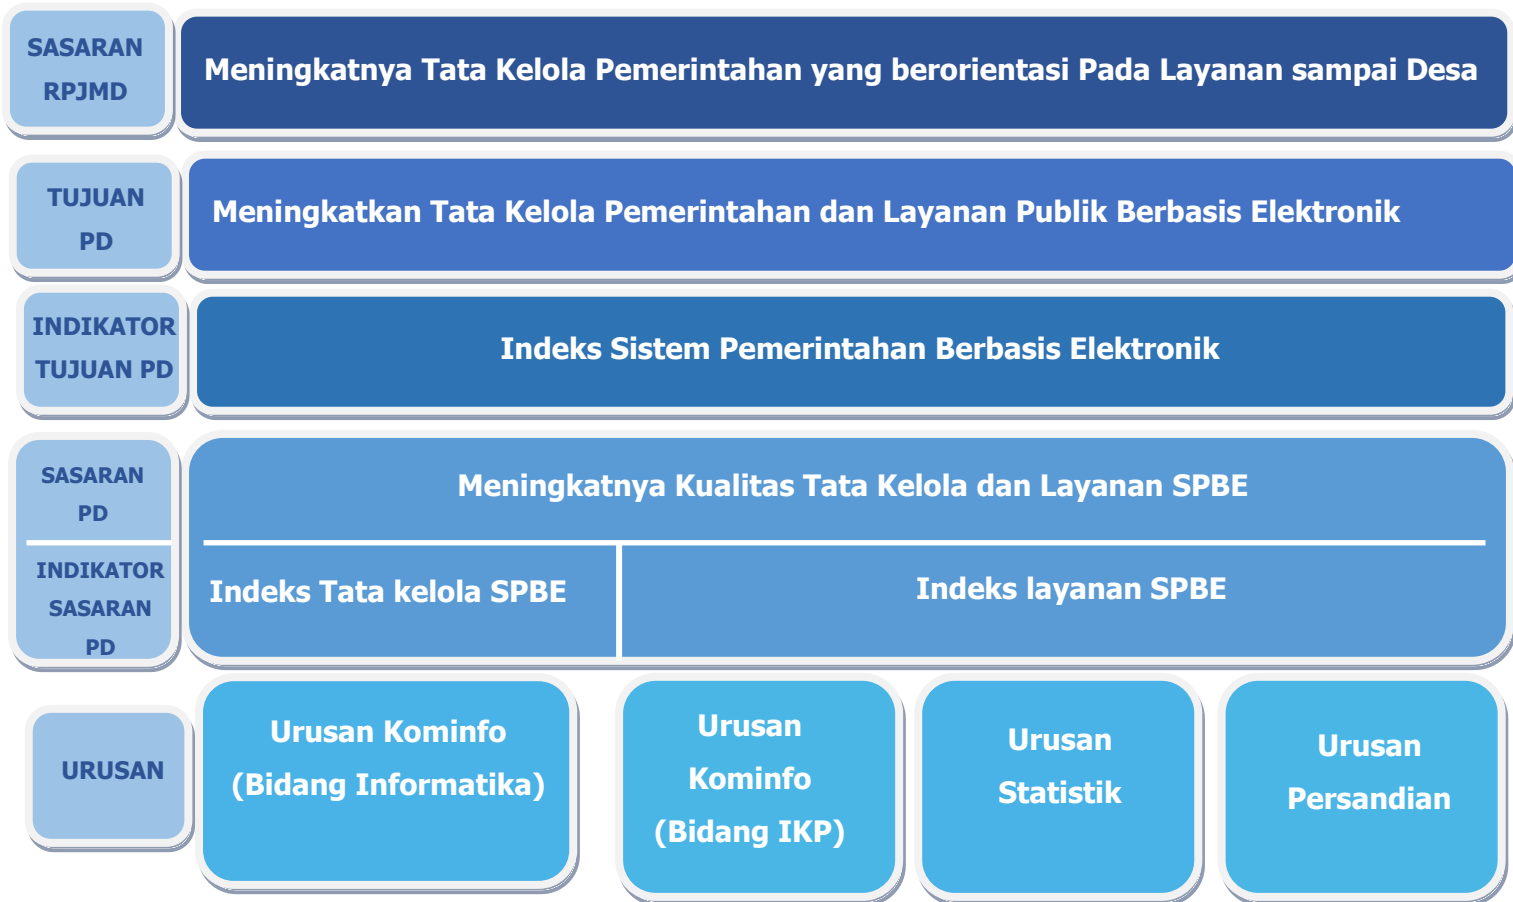 SASARAN
RPJMD
Meningkatnya Tata Kelola Pemerintahan yang berorientasi Pada Layanan sampai Desa
TUJUAN
PD
Meningkatkan Tata Kelola Pemerintahan dan Layanan Publik Berbasis Elektronik
INDIKATOR
TUJUAN PD
Indeks Sistem Pemerintahan Berbasis Elektronik
SASARAN
PD
Meningkatnya Kualitas Tata Kelola dan Layanan SPBE
INDIKATOR
SASARAN
PD
Indeks Tata kelola SPBE
Indeks layanan SPBE
URUSAN
Urusan Kominfo
(Bidang Informatika)
Urusan
Kominfo
(Bidang IKP)
Urusan
Statistik
Urusan
Persandian